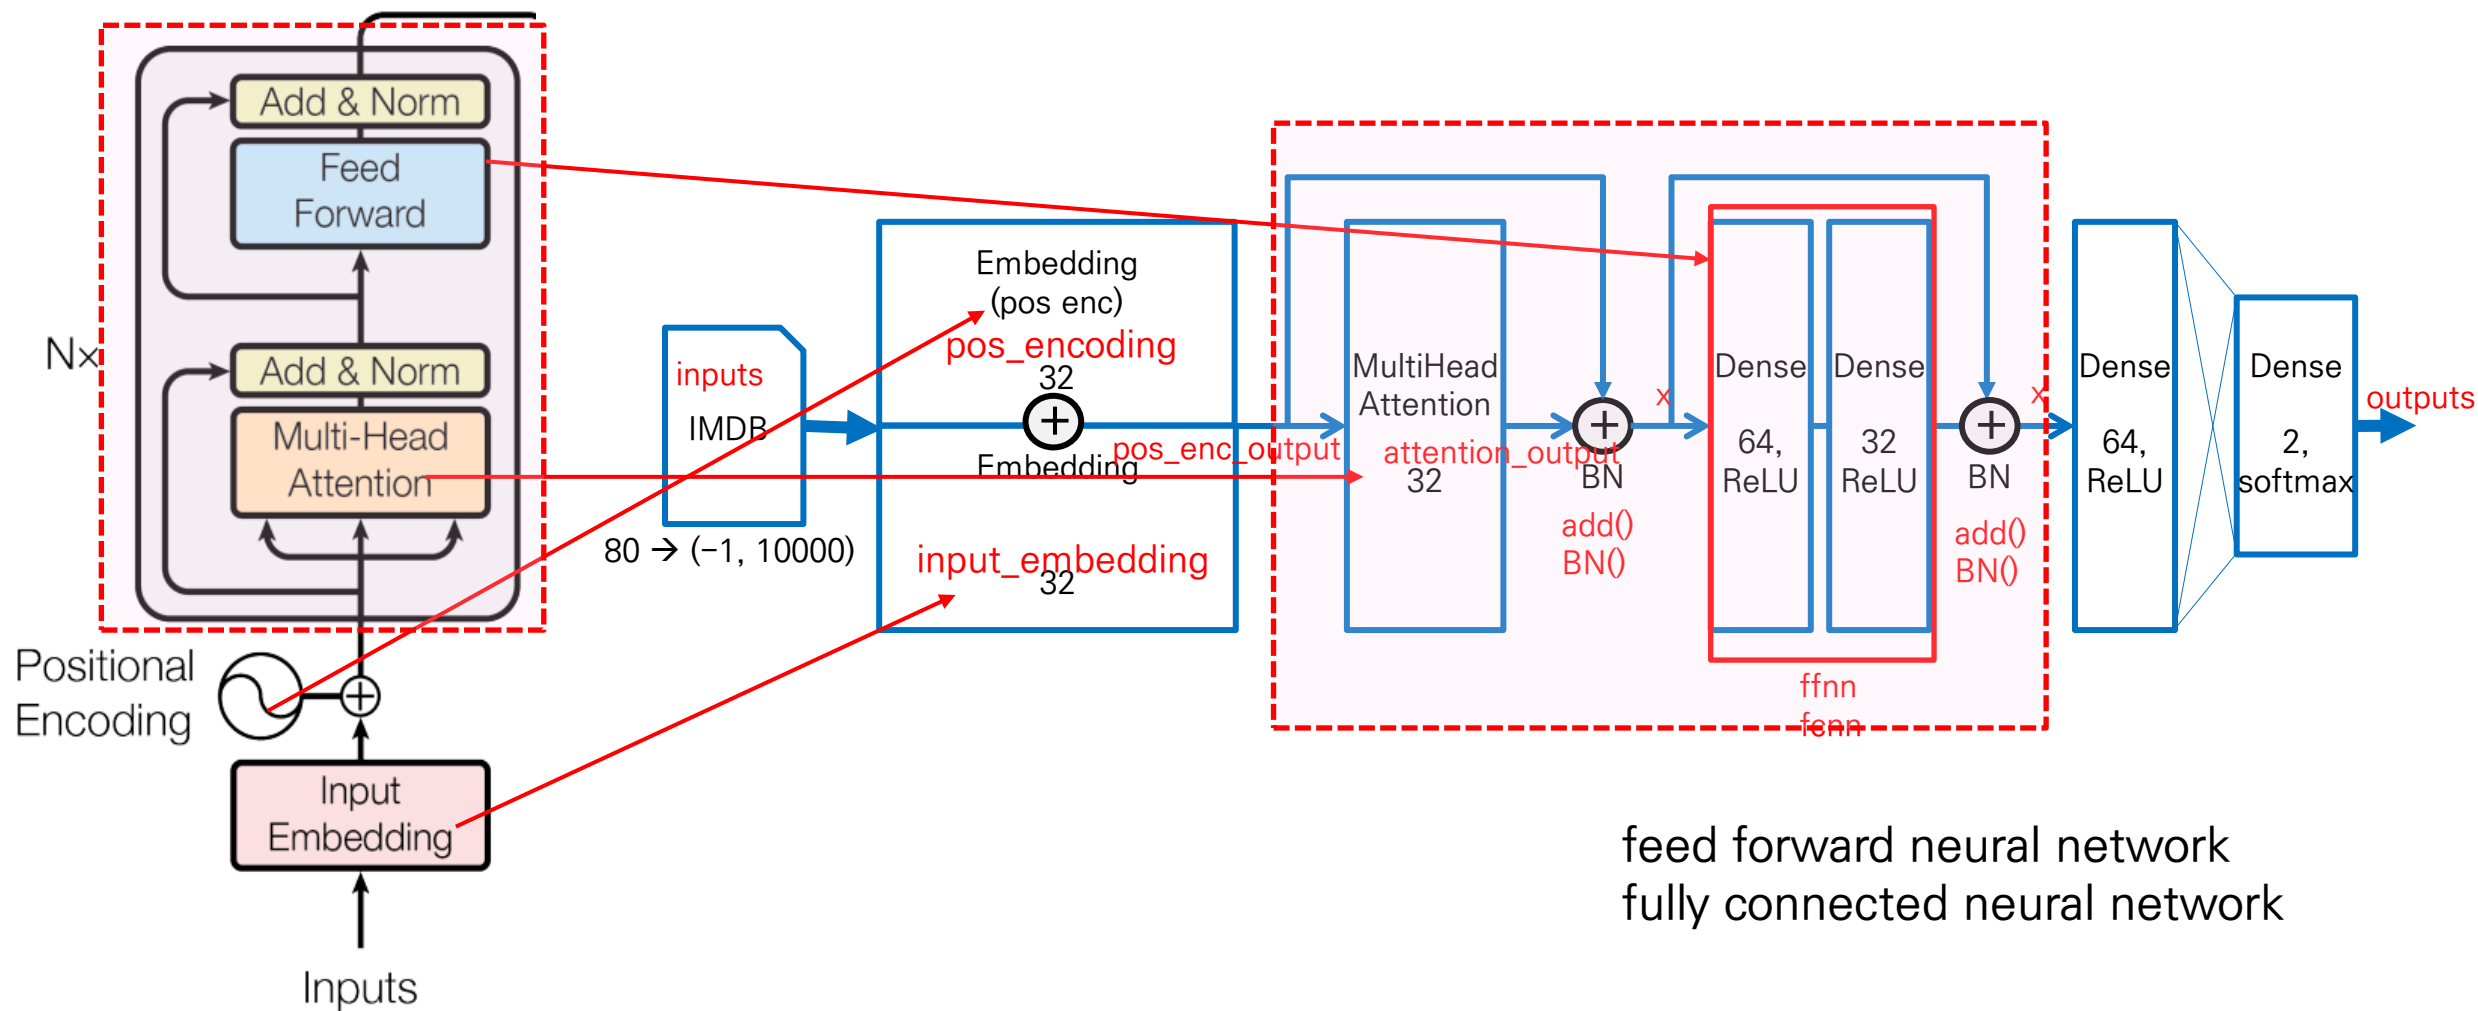 Add & Norm
Feed
Forward
Nx
Add & Norm
Multi-Head
Attention
Positional
Encoding
Input
Embedding
Inputs
inputs
IMDB
80 → (−1, 10000)
Embedding
(pos enc)
pos_encoding
32
Embedding
input_embedding
32
pos_enc_output
MultiHead
Attention
32
attention_output
BN
add()
BN()
x
Dense
64,
ReLU
Dense
32
ReLU
ffnn
fcnn
BN
add()
BN()
x
Dense
64,
ReLU
Dense
2,
softmax
outputs
feed forward neural network
fully connected neural network